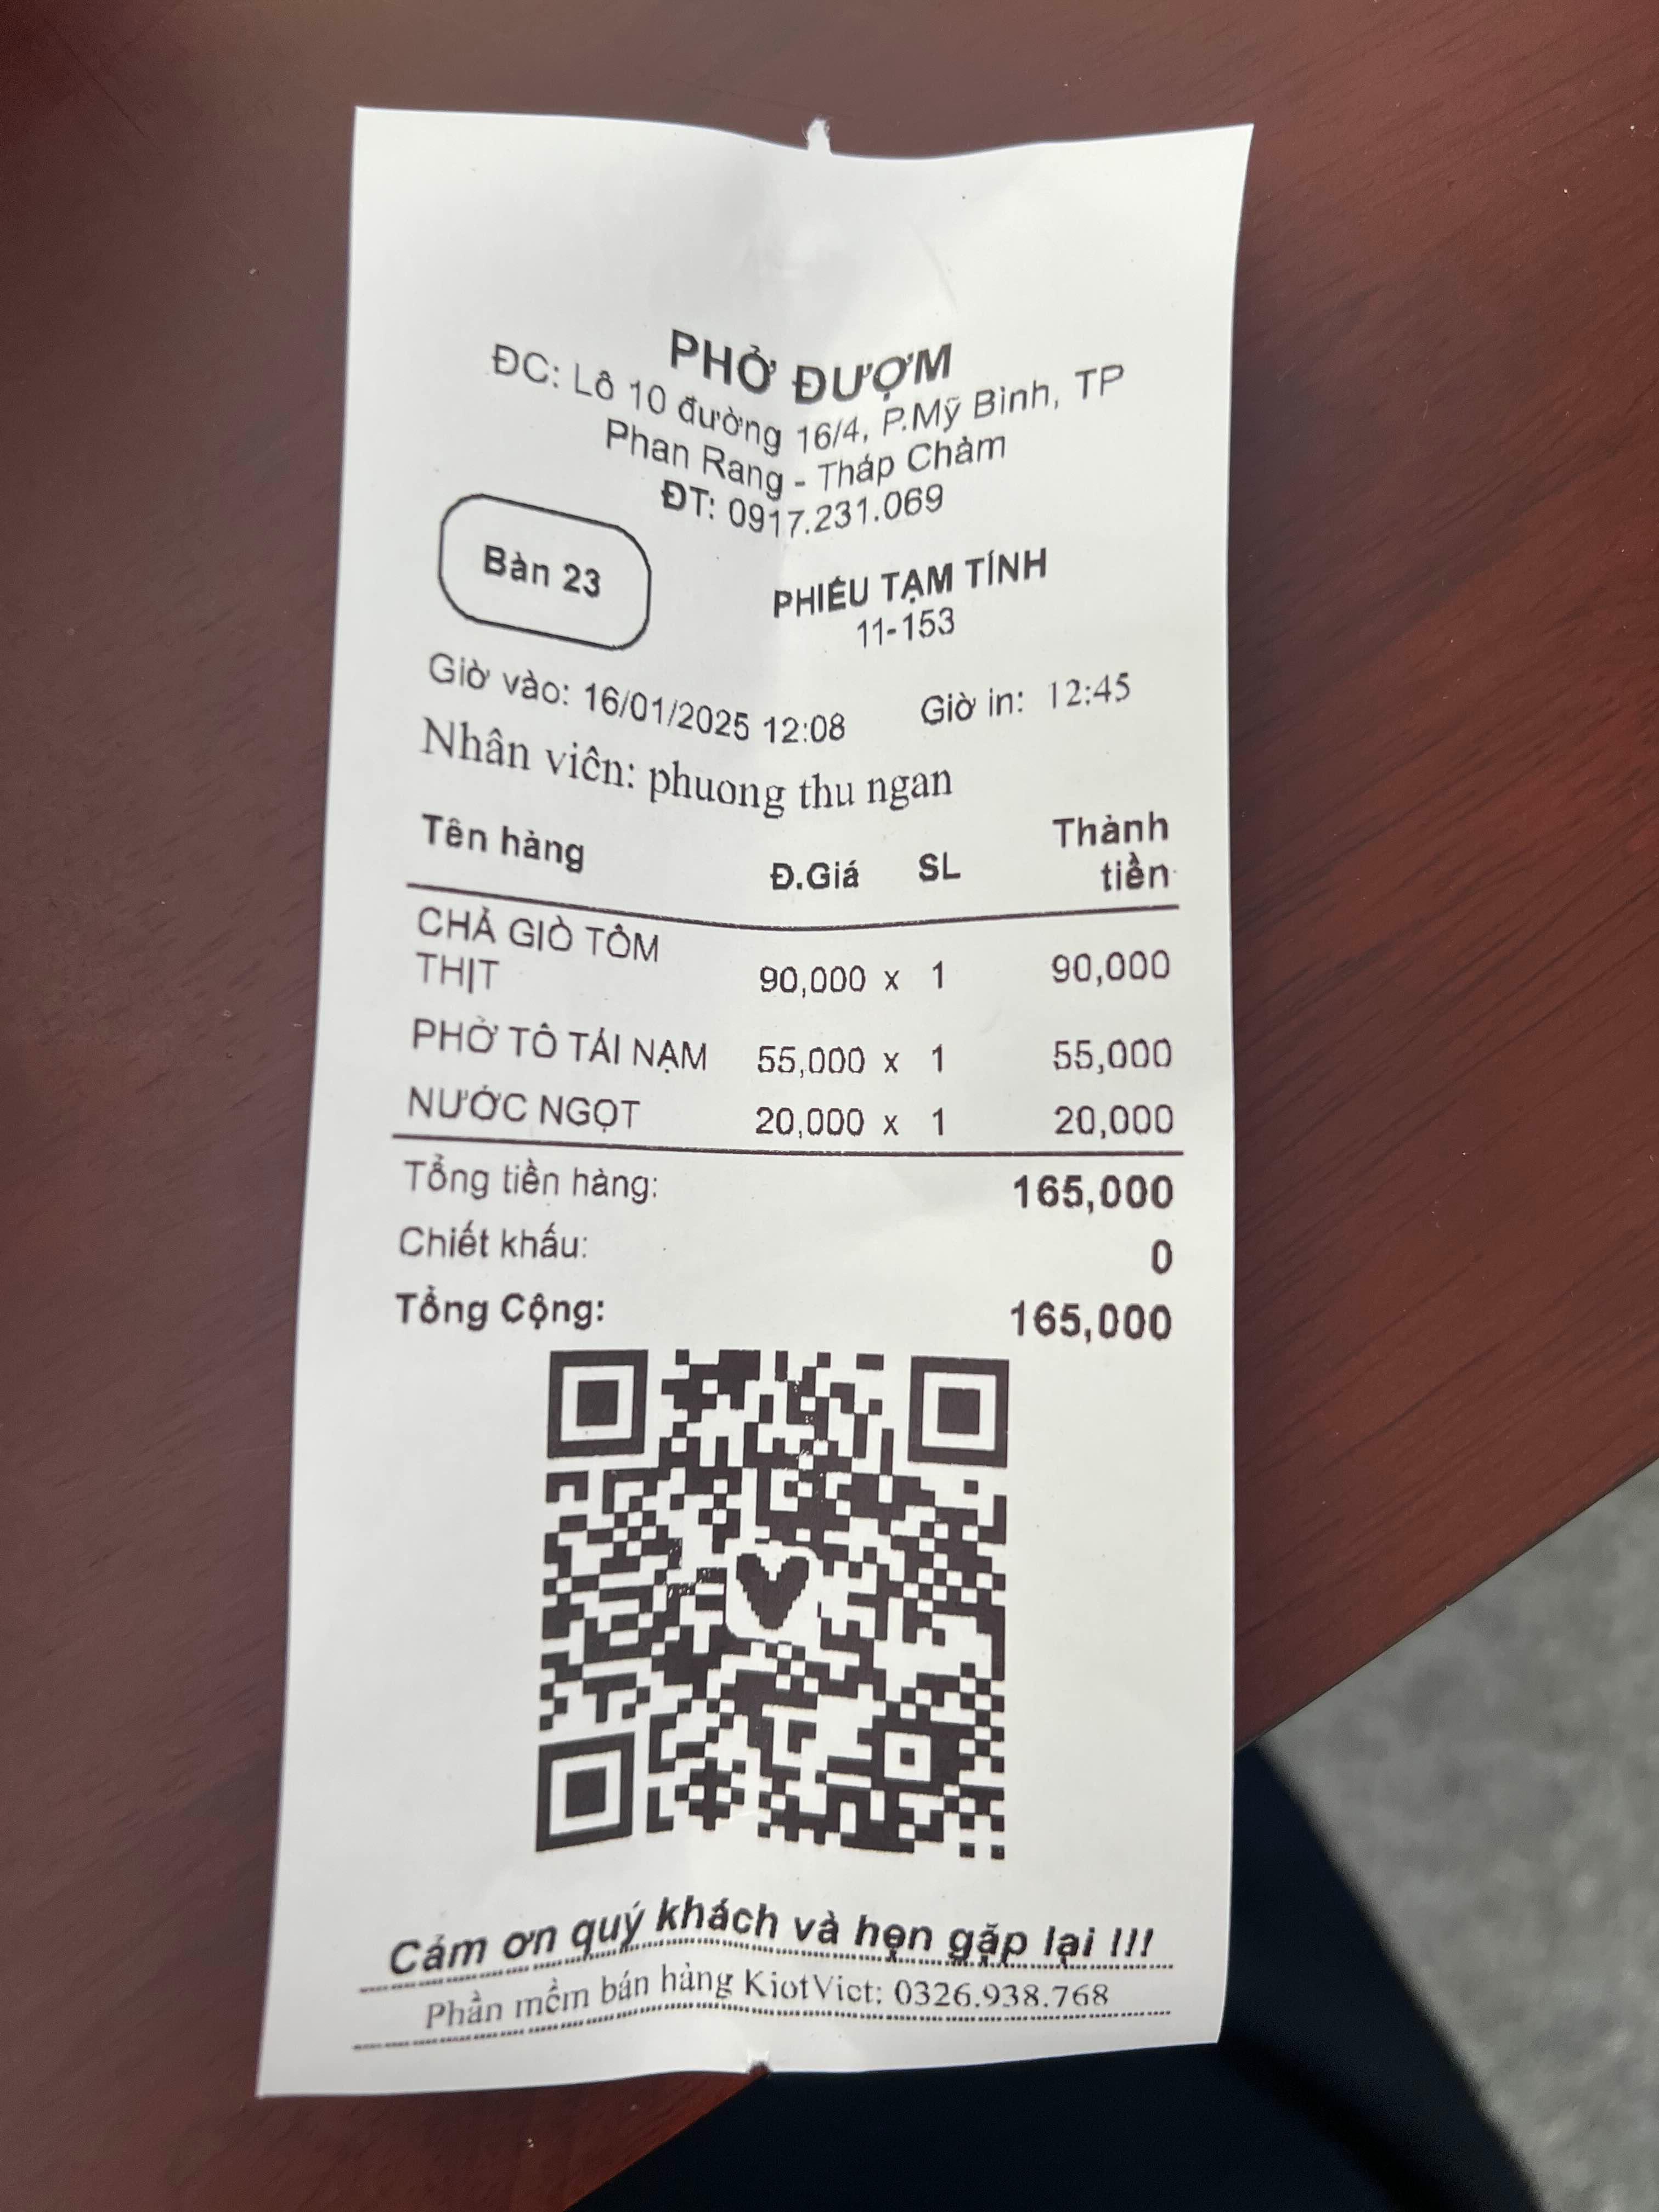 PHỞ ĐƯỢM
ĐC: Lô 10 đường 16/4, P.Mỹ Bình, TP
Phan Rang - Tháp Chàm
ĐT: 0917.231.069
Bàn 23
PHIẾU TẠM TÍNH
11-153
Giờ vào: 16/01/2025 12:08 Giờ in: 12:45
Nhân viên: phuong thu ngan
Tên hàng Đ.Giá SL Thành
tiền
CHẢ GIÒ TÔM
THỊT 90,000 x 1 90,000
PHỞ TÔ TÁI NẠM 55,000 x 1 55,000
NƯỚC NGỌT 20,000 x 1 20,000
Tổng tiền hàng: 165,000
Chiết khấu: 0
Tổng Cộng: 165,000
Cảm ơn quý khách và hẹn gặp lại !!!
Phần mềm bán hàng KiotViet: 0326.938.768